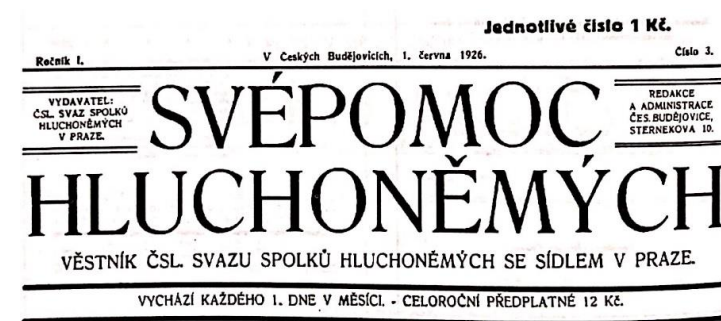 Jednotlivé číslo 1 Kč.
Ročník I.
V Českých Budějovicích, 1. června 1926.
Číslo 3.
VYDAVATEL:
ČSL. SVAZ SPOLKŮ
HLUCHONĚMÝCH
V PRAZE.
SVÉPOMOC
REDAKCE
A ADMINISTRACE
ČES. BUDĚJOVICE,
STERNEKOVA 10.
HLUCHONĚMÝCH
VĚSTNÍK ČSL. SVAZU SPOLKŮ HLUCHONĚMÝCH SE SÍDLEM V PRAZE.
VYCHÁZÍ KAŽDÉHO 1. DNE V MĚSÍCI. - CELOROČNÍ PŘEDPLATNÉ 12 Kč.